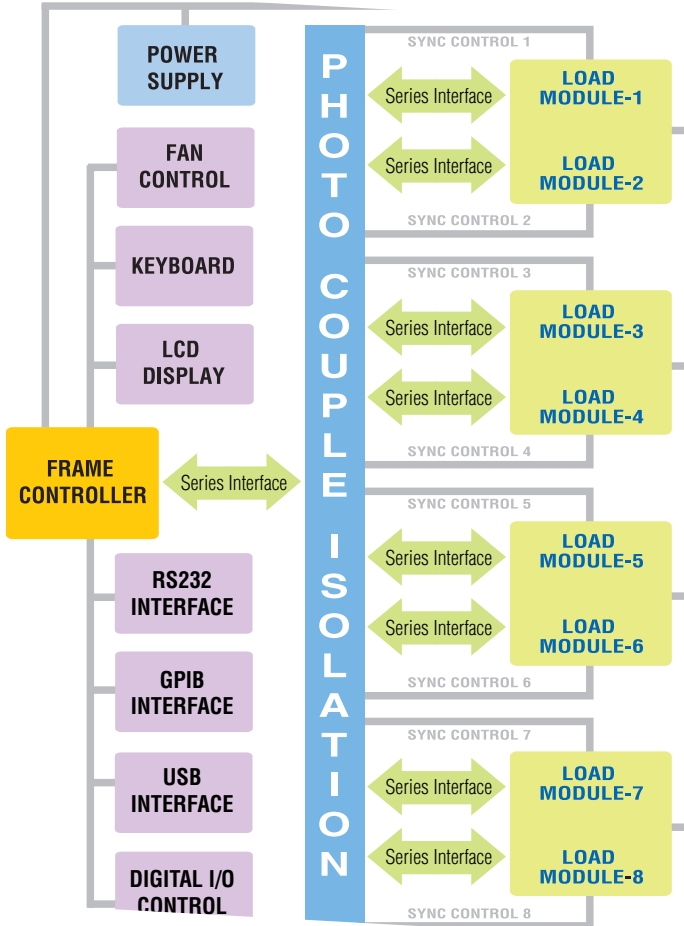 POWER
SUPPLY
FAN
CONTROL
KEYBOARD
LCD
DISPLAY
FRAME
CONTROLLER
Series Interface
RS232
INTERFACE
GPIB
INTERFACE
USB
INTERFACE
DIGITAL I/O
CONTROL
PHOTO COUPLE ISOLATION
SYNC CONTROL 1
Series Interface
LOAD
MODULE-1
Series Interface
LOAD
MODULE-2
SYNC CONTROL 2
SYNC CONTROL 3
Series Interface
LOAD
MODULE-3
Series Interface
LOAD
MODULE-4
SYNC CONTROL 4
SYNC CONTROL 5
Series Interface
LOAD
MODULE-5
Series Interface
LOAD
MODULE-6
SYNC CONTROL 6
SYNC CONTROL 7
Series Interface
LOAD
MODULE-7
Series Interface
LOAD
MODULE-8
SYNC CONTROL 8